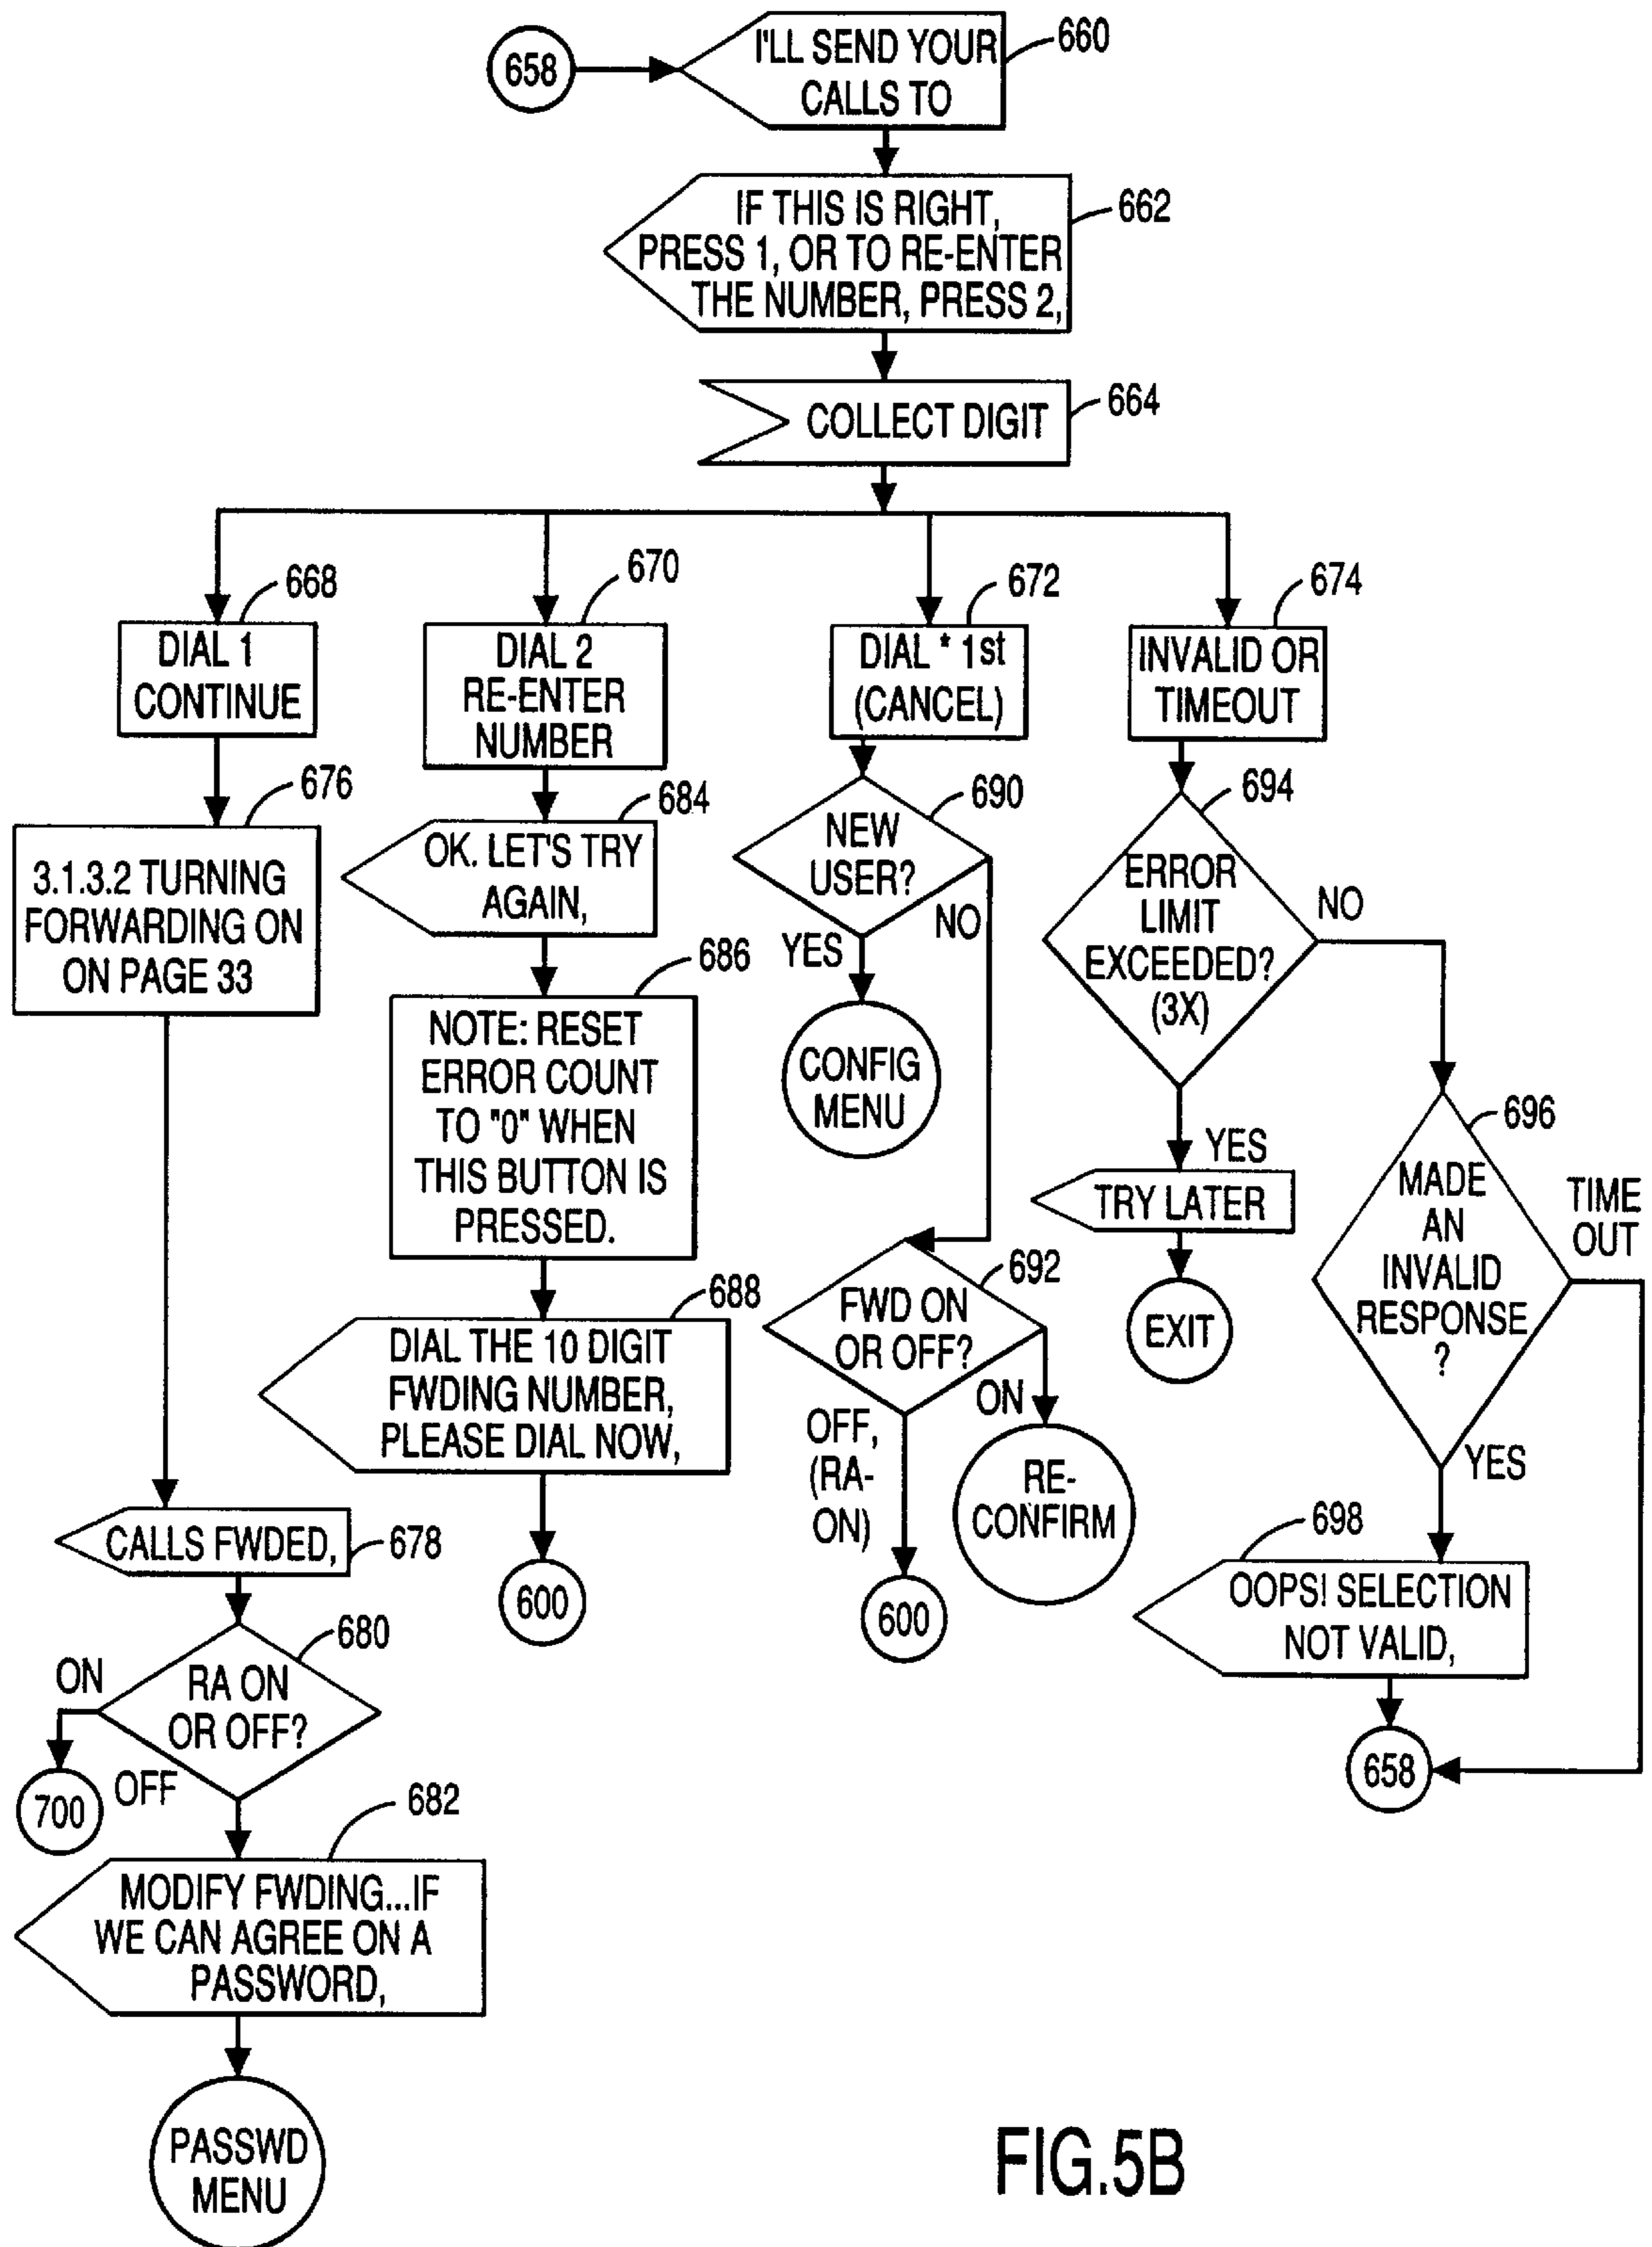 658
I'LL SEND YOUR
CALLS TO
660
IF THIS IS RIGHT,
PRESS 1, OR TO RE-ENTER
THE NUMBER, PRESS 2,
662
COLLECT DIGIT
664
668
DIAL 1
CONTINUE
676
3.1.3.2 TURNING
FORWARDING ON
ON PAGE 33
CALLS FWDED,
678
680
RA ON
OR OFF?
ON
700
OFF
682
MODIFY FWDING...IF
WE CAN AGREE ON A
PASSWORD,
PASSWD
MENU
670
DIAL 2
RE-ENTER
NUMBER
684
OK. LET'S TRY
AGAIN,
686
NOTE: RESET
ERROR COUNT
TO "0" WHEN
THIS BUTTON IS
PRESSED.
688
DIAL THE 10 DIGIT
FWDING NUMBER,
PLEASE DIAL NOW,
600
672
DIAL * 1st
(CANCEL)
690
NEW
USER?
YES
NO
CONFIG
MENU
692
FWD ON
OR OFF?
OFF,
(RA-
ON)
ON
600
RE-
CONFIRM
674
INVALID OR
TIMEOUT
694
ERROR
LIMIT
EXCEEDED?
(3X)
NO
YES
TRY LATER
EXIT
696
MADE
AN
INVALID
RESPONSE
?
TIME
OUT
YES
698
OOPS! SELECTION
NOT VALID,
658
FIG.5B